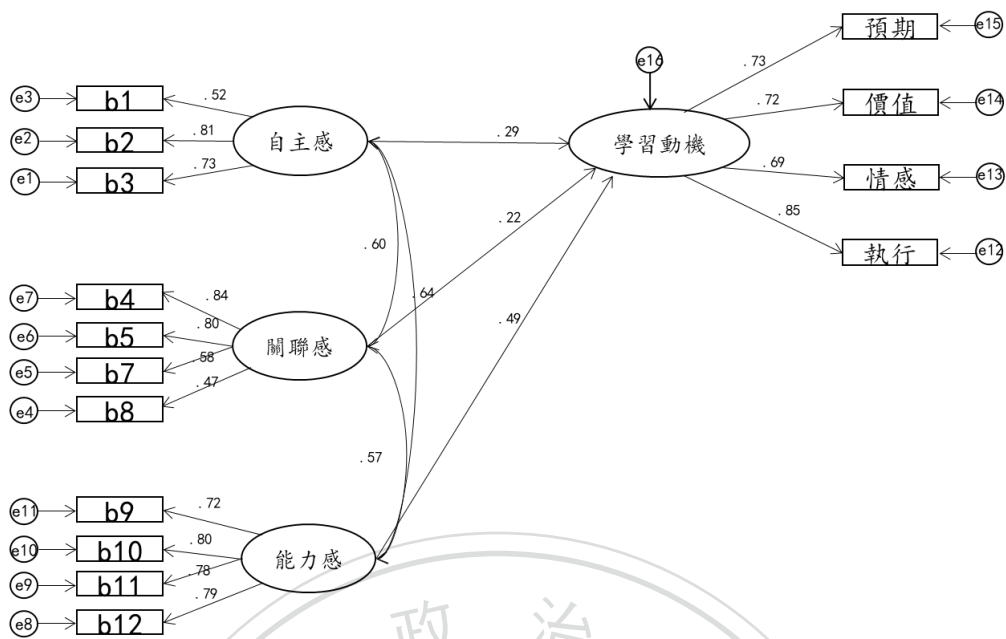 預期
e15
e16
.73
e3
b1
.52
價值
e14
.72
e2
b2
.81
自主感
.29
學習動機
e1
b3
.73
.69
情感
e13
.85
.22
.60
執行
e12
e7
b4
.84
.64
e6
b5
.80
.49
關聯感
e5
b7
.58
e4
b8
.47
.57
e11
b9
.72
e10
b10
.80
能力感
e9
b11
.78
e8
b12
.79
政治